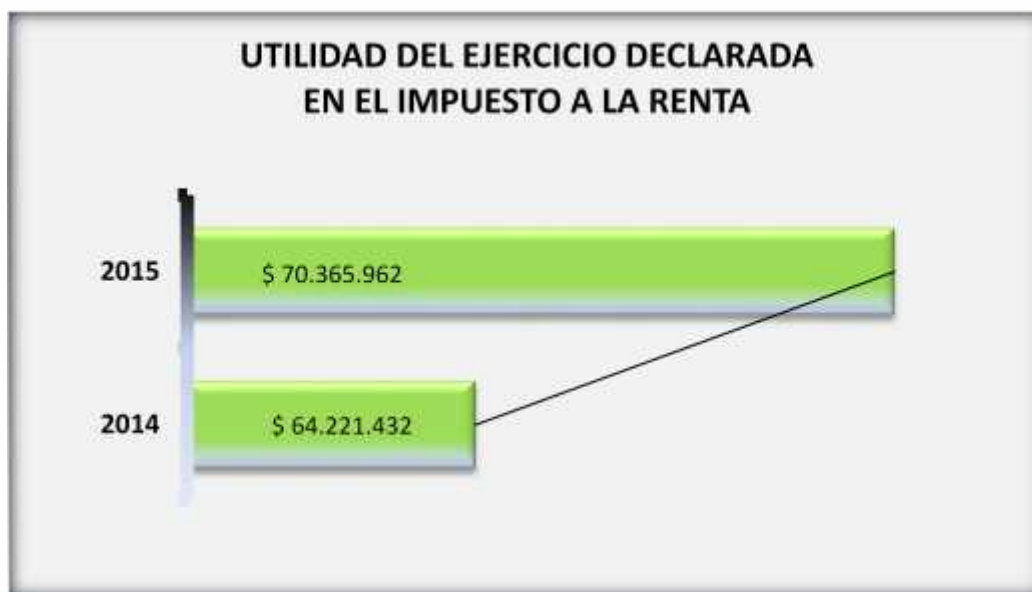 UTILIDAD DEL EJERCICIO DECLARADA
EN EL IMPUESTO A LA RENTA
2015
$ 70.365.962
2014
$ 64.221.432